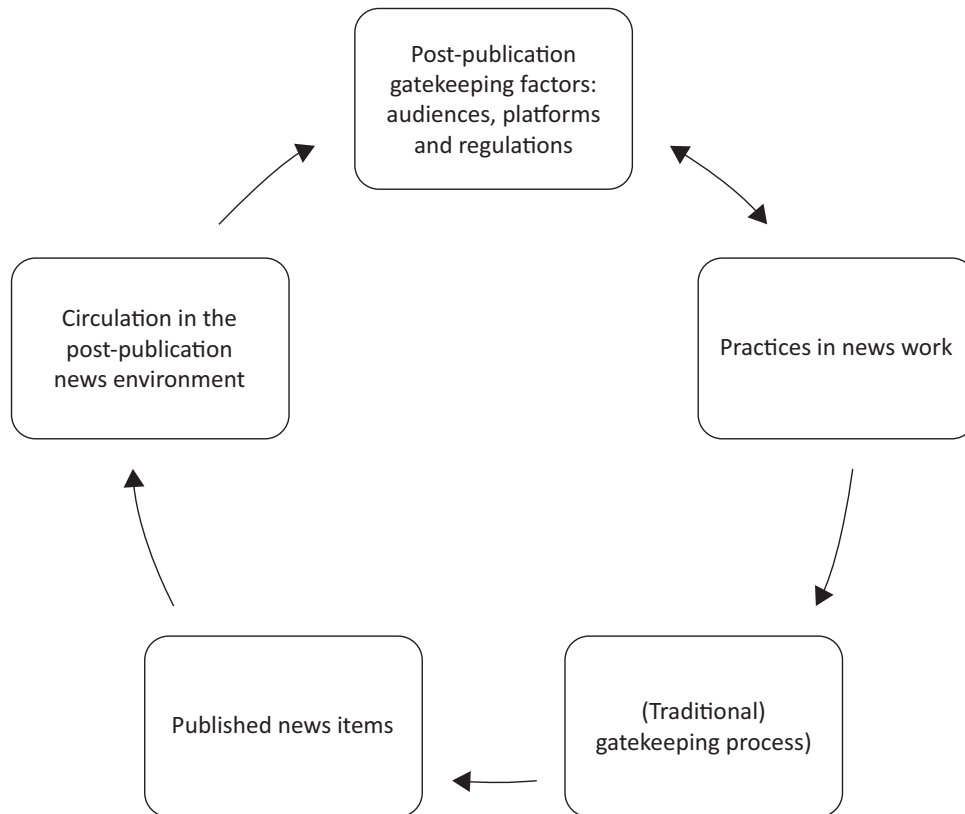 Post-publication
gatekeeping factors:
audiences, platforms
and regulations
Circulation in the
post-publication
news environment
Practices in news work
Published news items
(Traditional)
gatekeeping process)